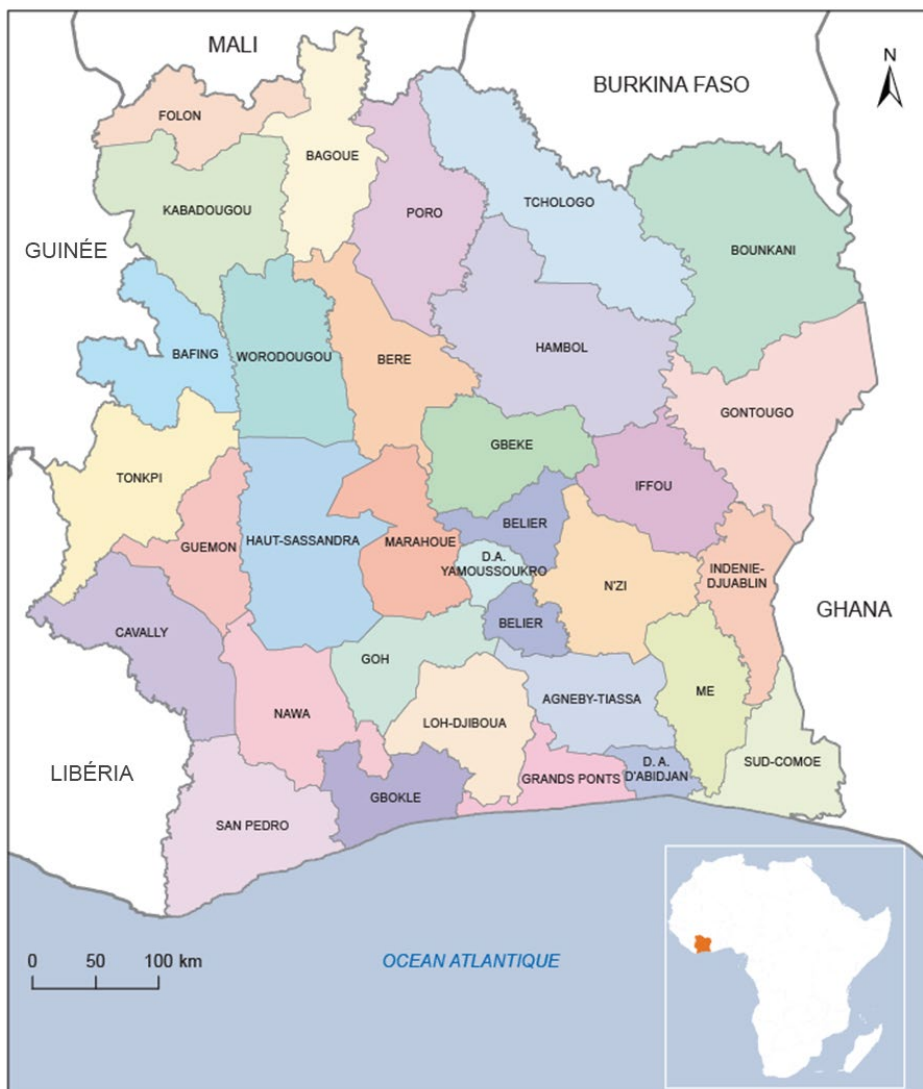 MALI
BURKINA FASO
N
FOLON
BAGOUE
KABADOUGOU
PORO
TCHOLOGO
GUINÉE
BOUNKANI
BAFING
WORODOUGOU
BERE
HAMBOL
GONTOUGO
GBEKE
TONKPI
IFFOU
GUEMON
HAUT-SASSANDRA
MARAHOUE
BELIER
D.A.
YAMOUSSOUKRO
INDENIE-
DJUABLIN
N'ZI
GHANA
CAVALLY
BELIER
GOH
ME
AGNEBY-TIASSA
NAWA
LOH-DJIBOUA
LIBÉRIA
SUD-COMOE
D. A.
D'ABIDJAN
GRANDS PONTS
GBOKLE
SAN PEDRO
OCEAN ATLANTIQUE
0 50 100 km